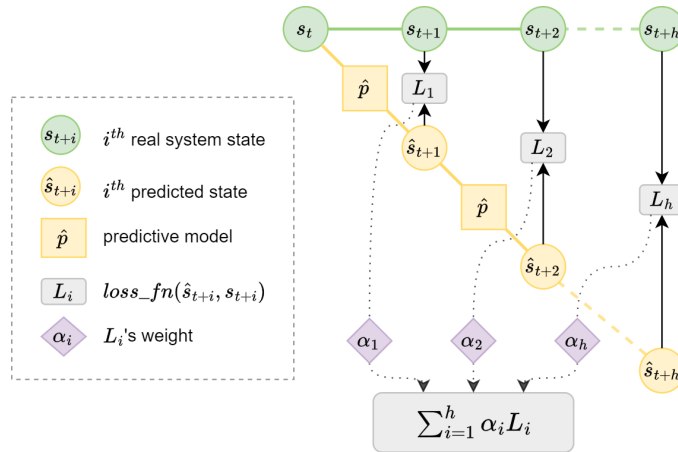 s_t s_{t+1} s_{t+2} s_{t+h}
p̂ L_1
s_{t+i} i^{th} real system state
ŝ_{t+1} L_2
ŝ_{t+i} i^{th} predicted state
p̂ L_h
p̂ predictive model
ŝ_{t+2}
L_i loss_fn(ŝ_{t+i}, s_{t+i})
α_i L_i's weight
α_1 α_2 α_h
ŝ_{t+h}
∑_{i=1}^{h} α_i L_i